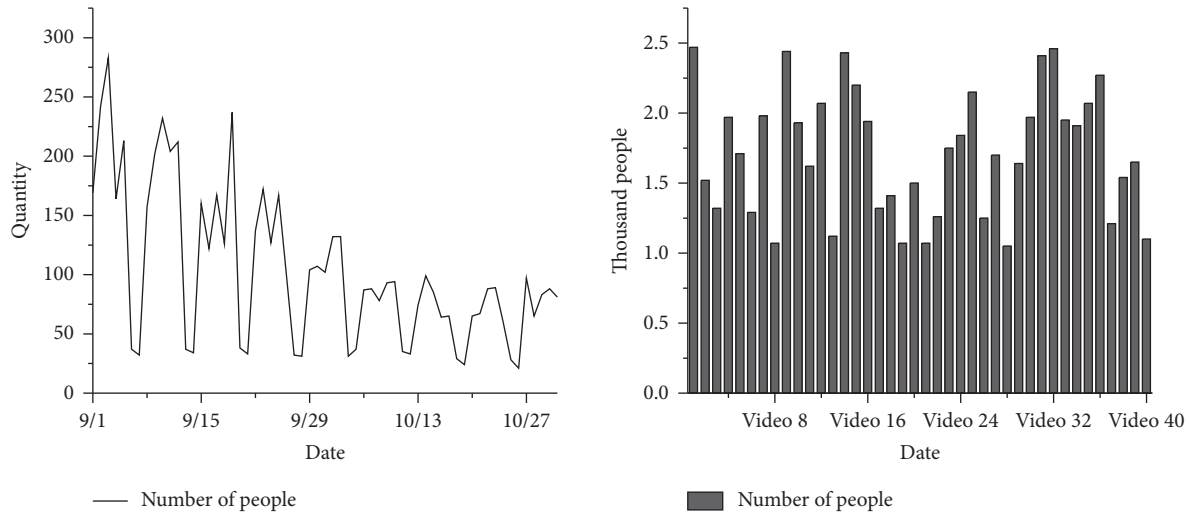 300
250
200
150
100
50
0
Quantity
9/1 9/15 9/29 10/13 10/27
Date
Number of people
2.5
2.0
1.5
1.0
0.5
0.0
Thousand people
Video 8 Video 16 Video 24 Video 32 Video 40
Date
Number of people